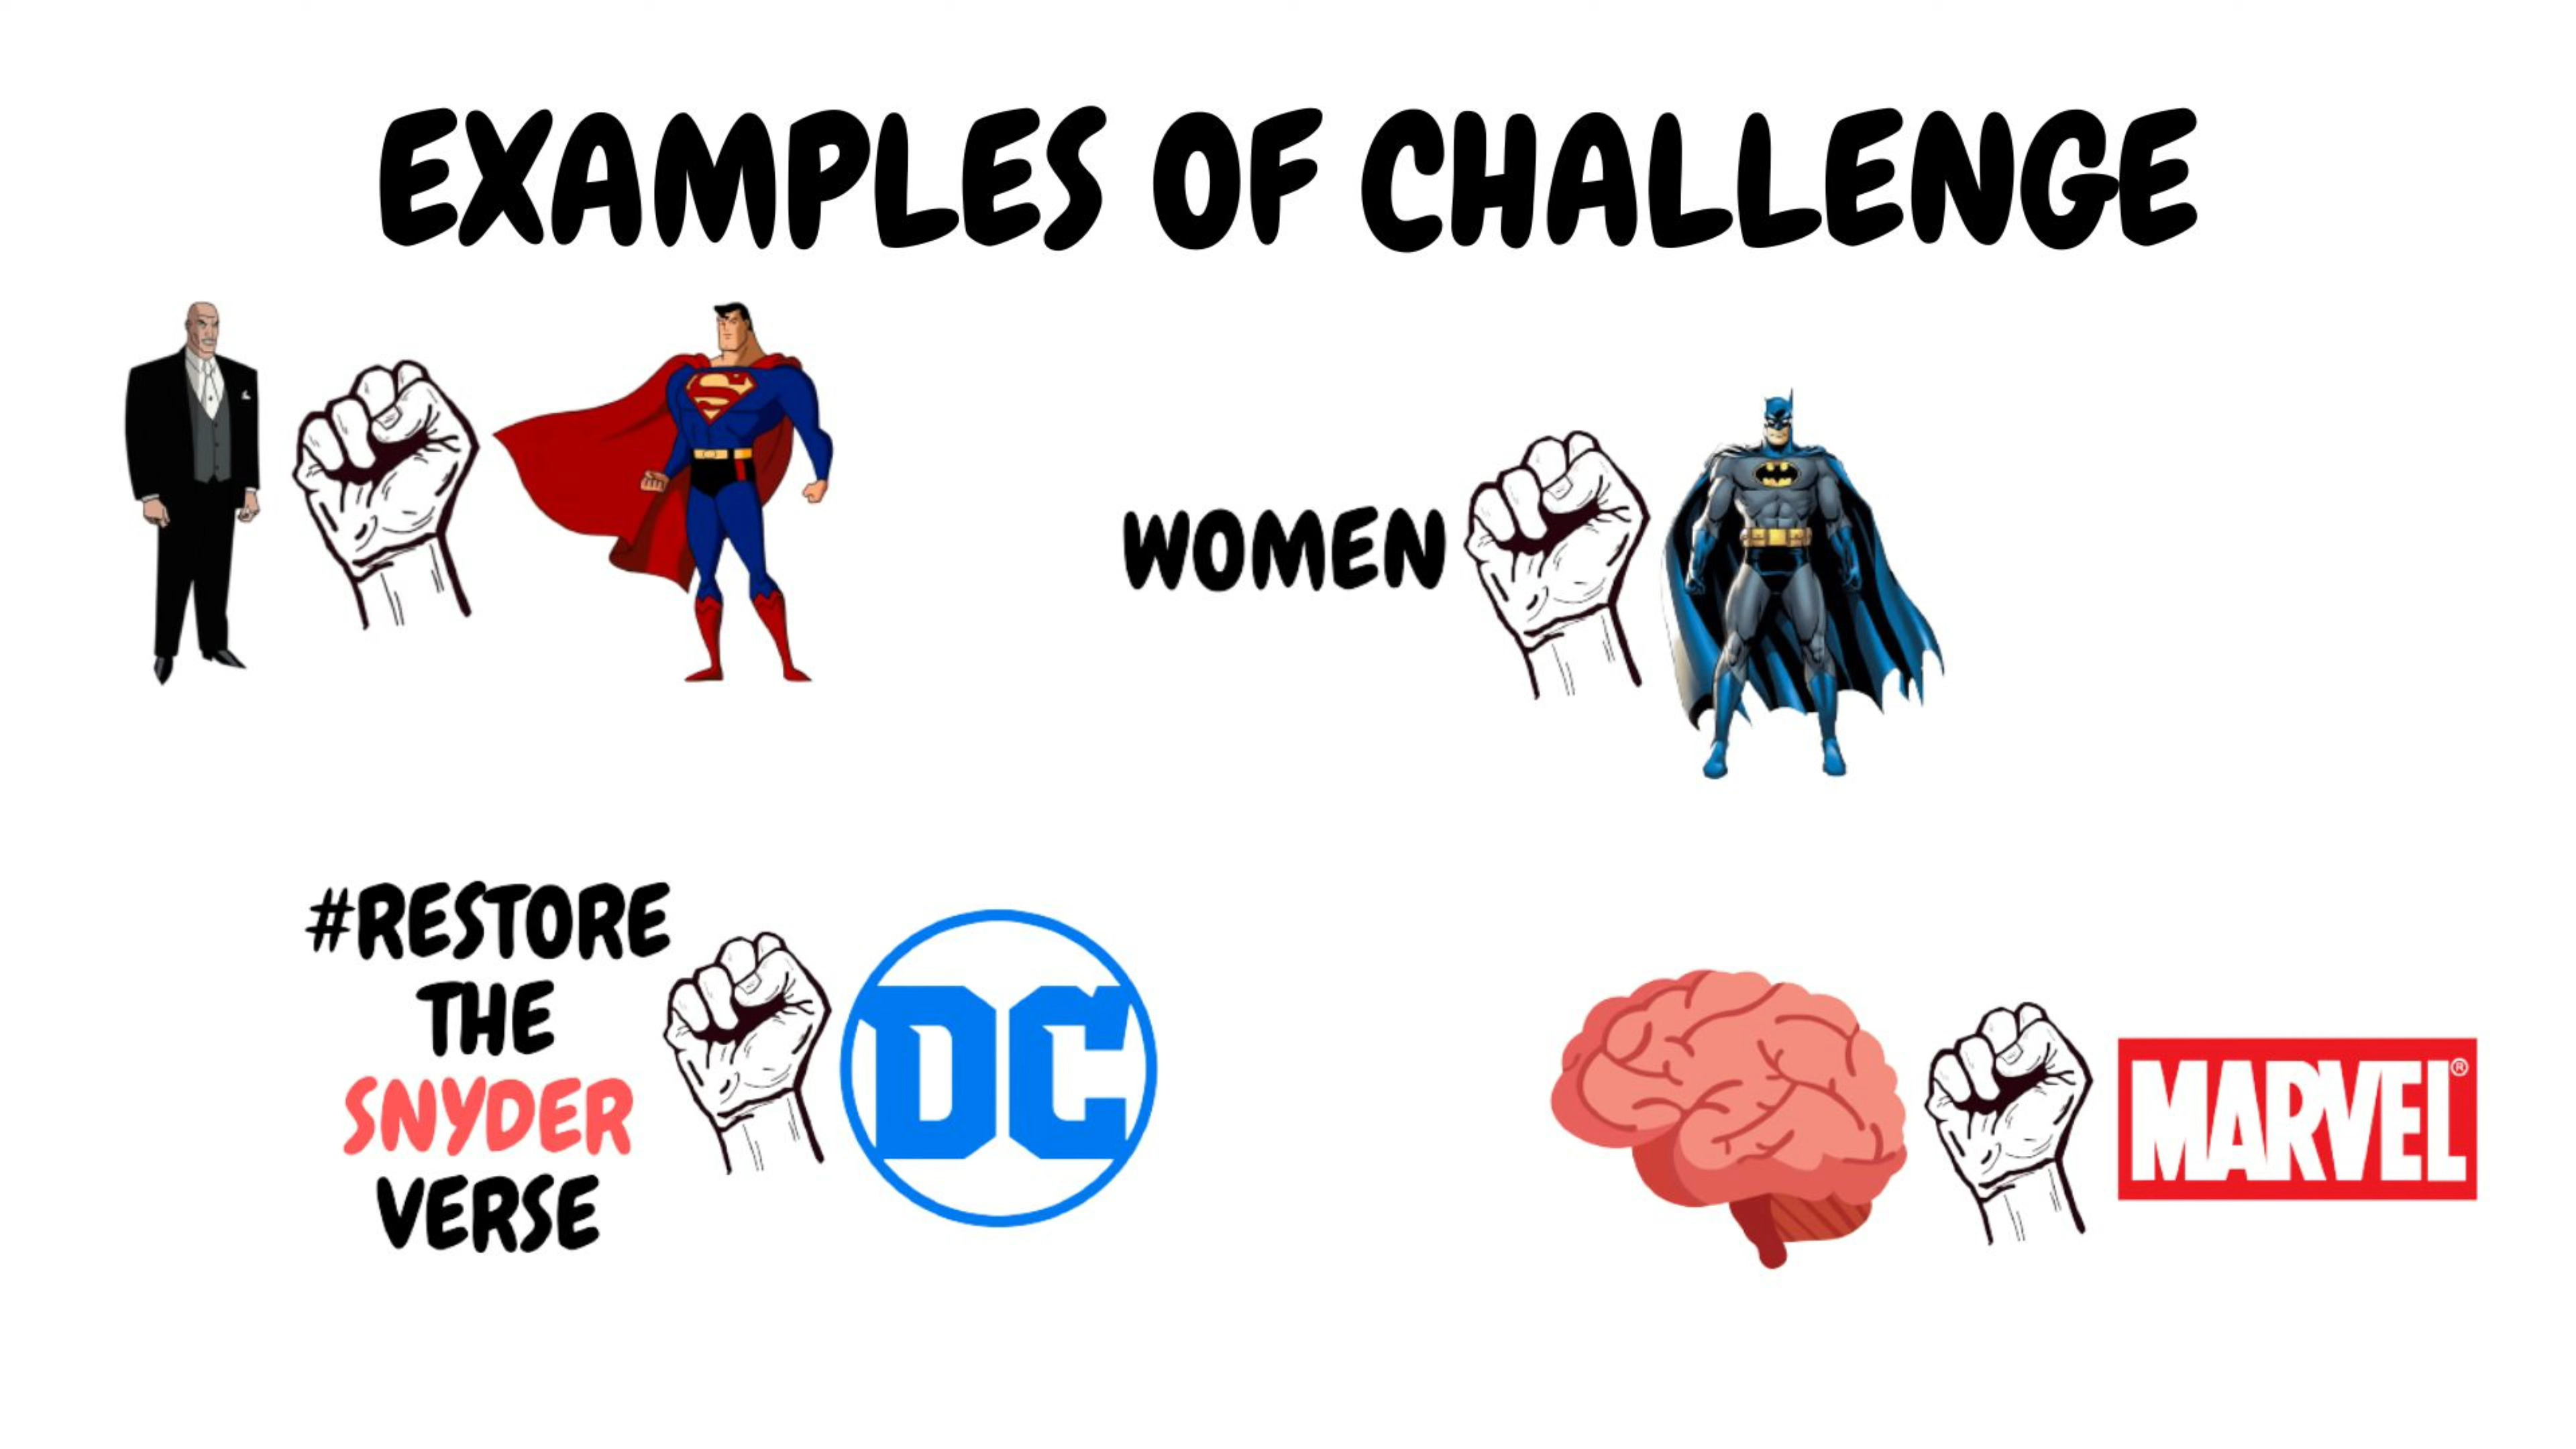 EXAMPLES OF CHALLENGE
WOMEN
#RESTORE
THE
SNYDER
VERSE
DC
MARVEL®